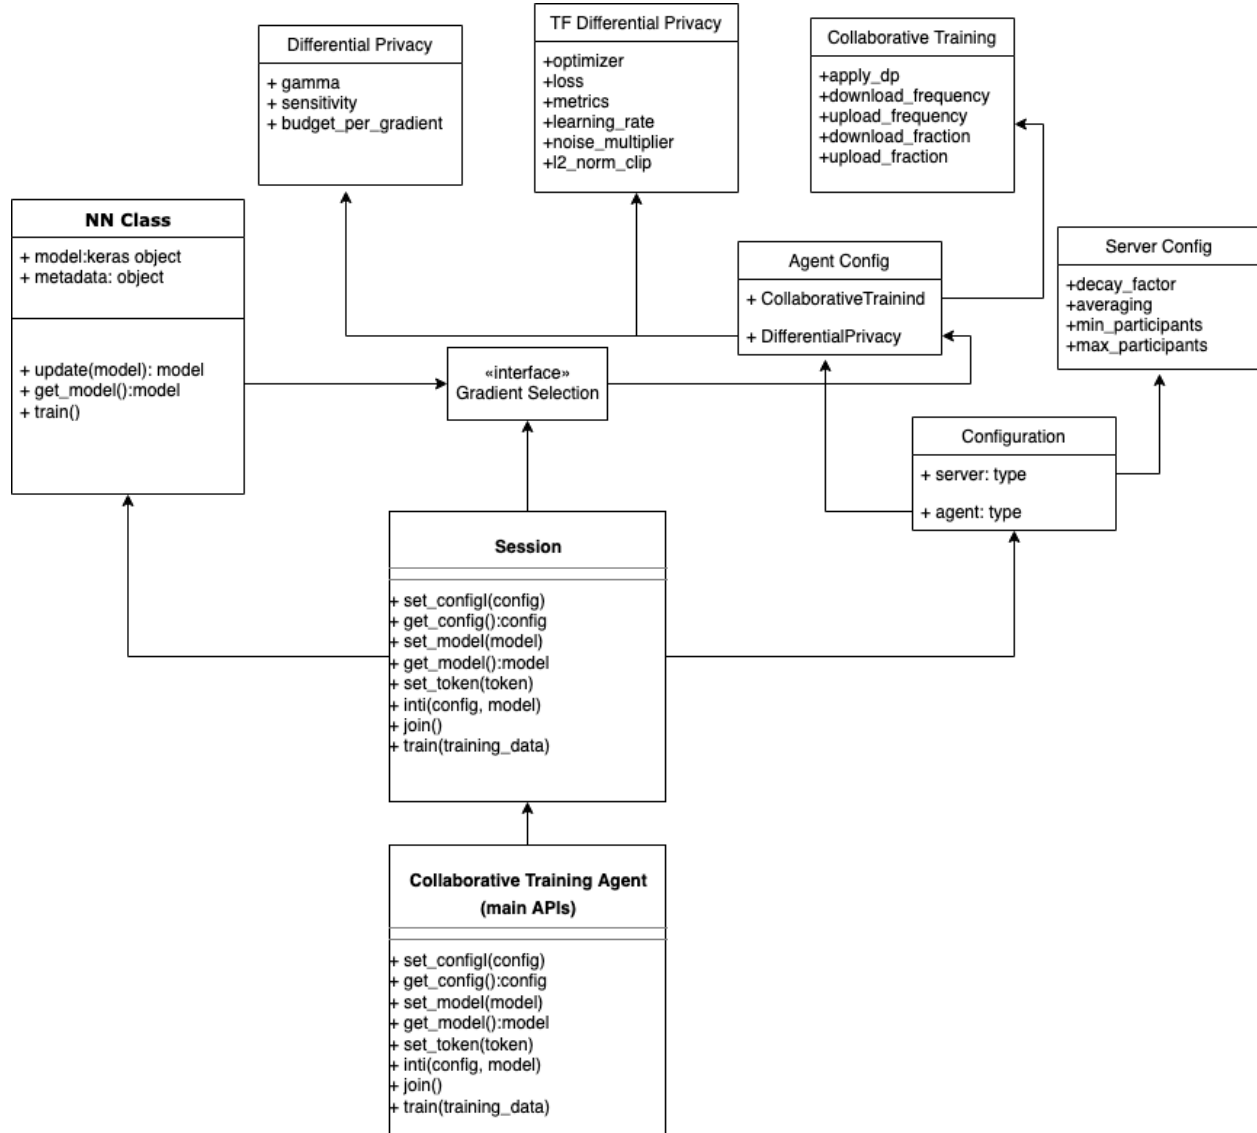 Differential Privacy
+ gamma
+ sensitivity
+ budget_per_gradient
TF Differential Privacy
+optimizer
+loss
+metrics
+learning_rate
+noise_multiplier
+l2_norm_clip
Collaborative Training
+apply_dp
+download_frequency
+upload_frequency
+download_fraction
+upload_fraction
NN Class
+ model:keras object
+ metadata: object
+ update(model): model
+ get_model():model
+ train()
Agent Config
+ CollaborativeTrainind
+ DifferentialPrivacy
Server Config
+decay_factor
+averaging
+min_participants
+max_participants
«interface»
Gradient Selection
Configuration
+ server: type
+ agent: type
Session
+ set_configl(config)
+ get_config():config
+ set_model(model)
+ get_model():model
+ set_token(token)
+ inti(config, model)
+ join()
+ train(training_data)
Collaborative Training Agent
(main APIs)
+ set_configl(config)
+ get_config():config
+ set_model(model)
+ get_model():model
+ set_token(token)
+ inti(config, model)
+ join()
+ train(training_data)